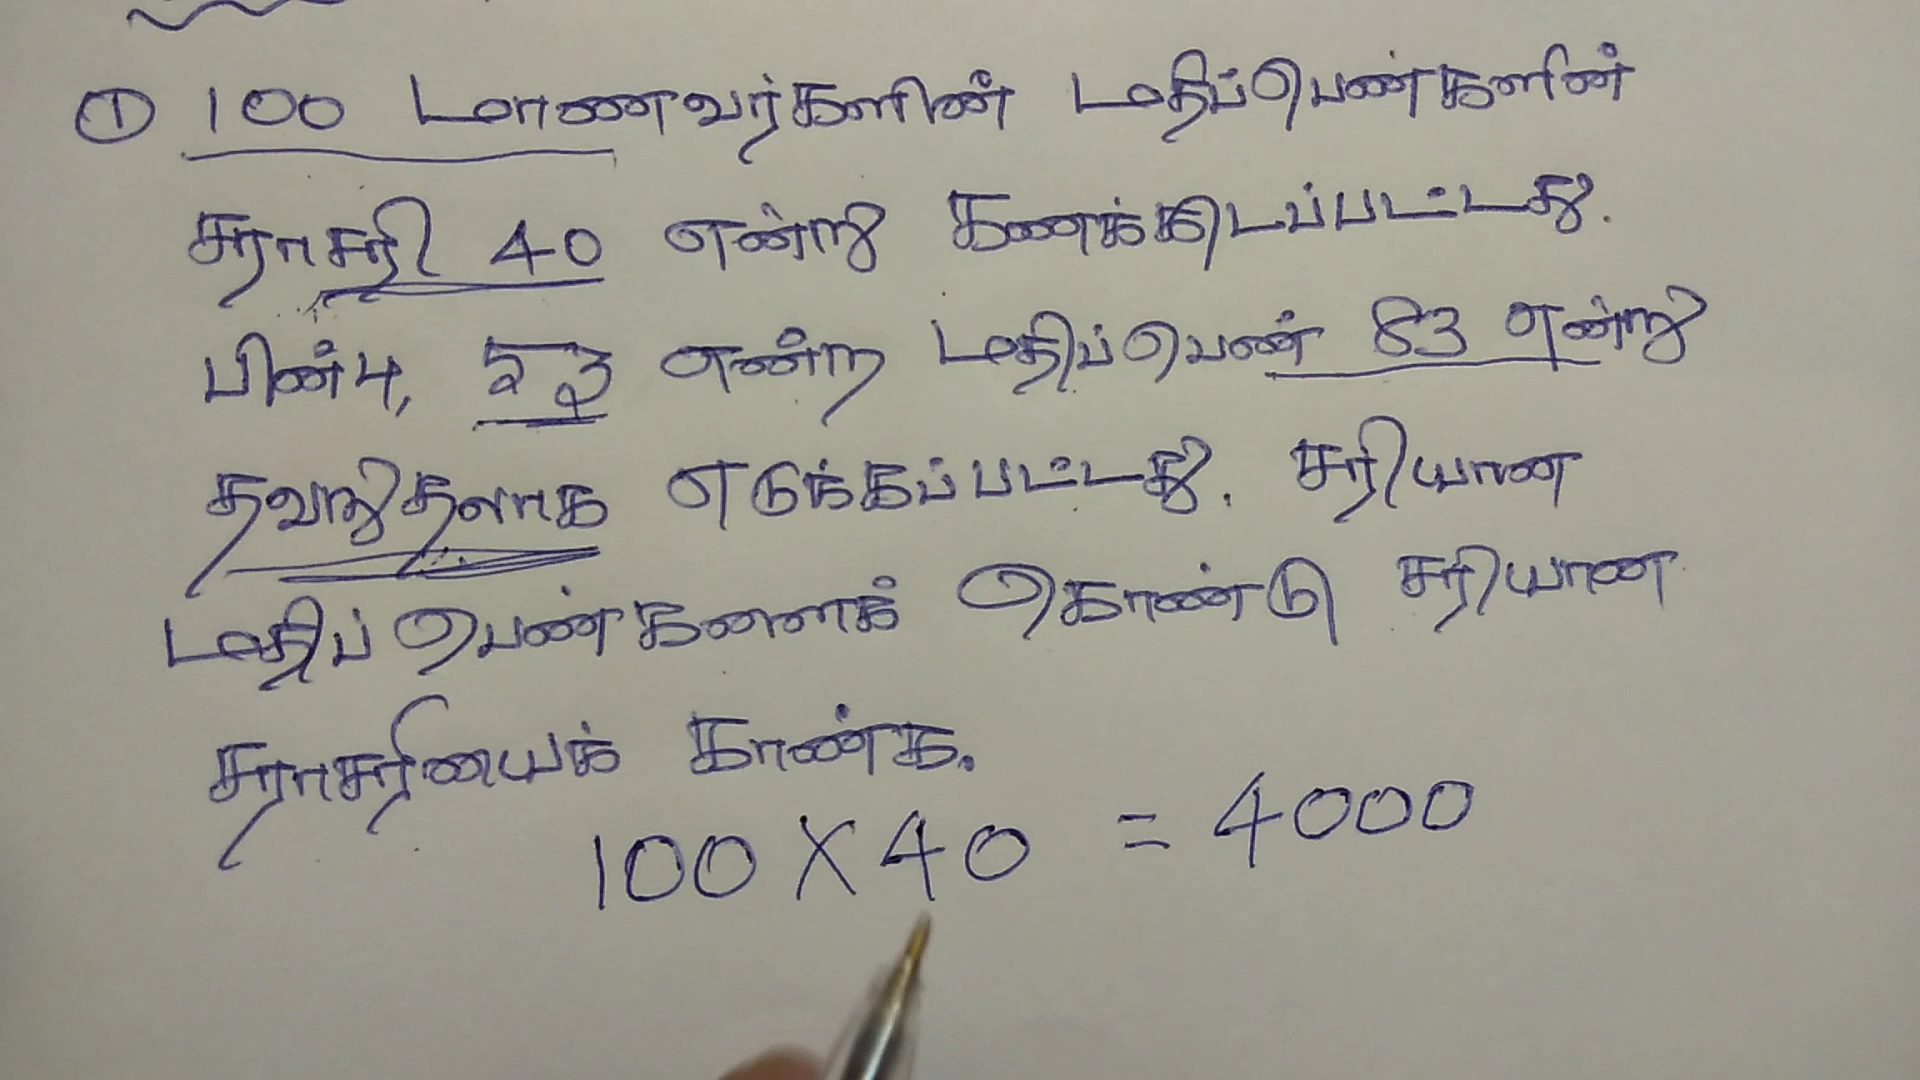 ① 100 மாணவர்களின் மதிப்பெண்களின்
சராசரி 40 என்று கணக்கிடப்பட்டது.
பின்பு, 53 என்ற மதிப்பெண் 83 என்று
தவறுதலாக எடுக்கப்பட்டது. சரியான
மதிப்பெண்களைக் கொண்டு சரியான
சராசரியைக் காண்க.
100 X 40 = 4000